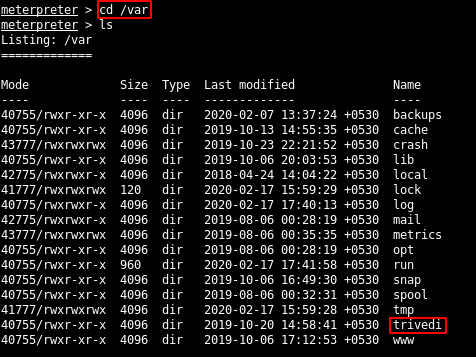 meterpreter > cd /var
meterpreter > ls
Listing: /var
=============
Mode Size Type Last modified Name
---- ---- ---- ------------- ----
40755/rwxr-xr-x 4096 dir 2020-02-07 13:37:24 +0530 backups
40755/rwxr-xr-x 4096 dir 2019-10-13 14:55:35 +0530 cache
43777/rwxrwxrwx 4096 dir 2019-10-23 22:21:52 +0530 crash
40755/rwxr-xr-x 4096 dir 2019-10-06 20:03:53 +0530 lib
42775/rwxrwxr-x 4096 dir 2018-04-24 14:04:22 +0530 local
41777/rwxrwxrwx 120 dir 2020-02-17 15:59:29 +0530 lock
40775/rwxrwxr-x 4096 dir 2020-02-17 17:40:13 +0530 log
42775/rwxrwxr-x 4096 dir 2019-08-06 00:28:19 +0530 mail
43777/rwxrwxrwx 4096 dir 2019-08-06 00:35:35 +0530 metrics
40755/rwxr-xr-x 4096 dir 2019-08-06 00:28:19 +0530 opt
40755/rwxr-xr-x 960 dir 2020-02-17 17:41:58 +0530 run
40755/rwxr-xr-x 4096 dir 2019-10-06 16:49:30 +0530 snap
40755/rwxr-xr-x 4096 dir 2019-08-06 00:32:31 +0530 spool
41777/rwxrwxrwx 4096 dir 2020-02-17 15:59:28 +0530 tmp
40755/rwxr-xr-x 4096 dir 2019-10-20 14:58:41 +0530 trivedi
40755/rwxr-xr-x 4096 dir 2019-10-06 17:12:53 +0530 www